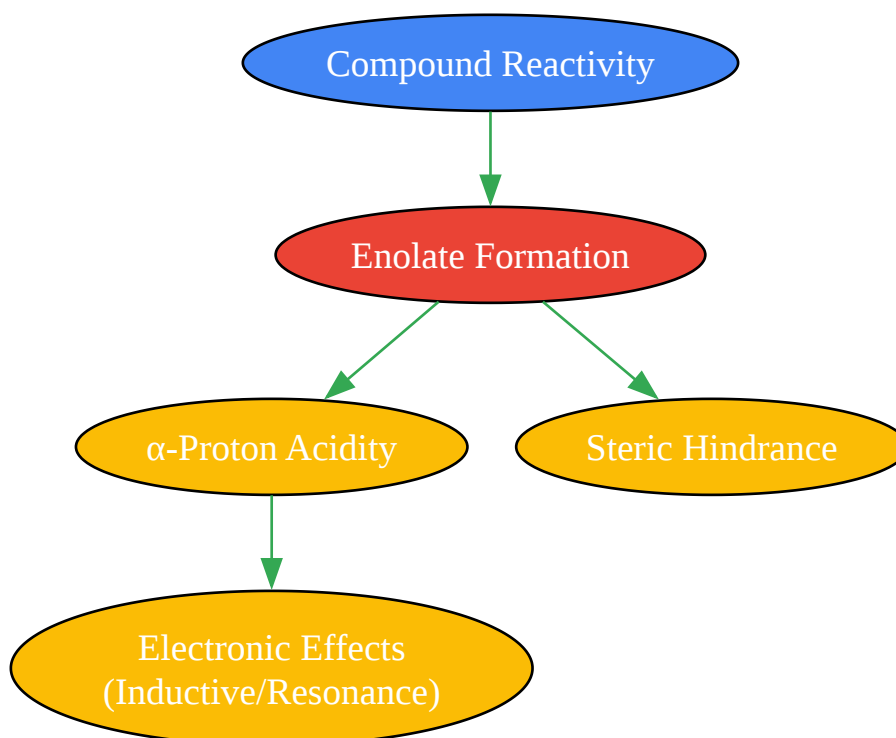 Compound Reactivity
Enolate Formation
α-Proton Acidity
Steric Hindrance
Electronic Effects
(Inductive/Resonance)